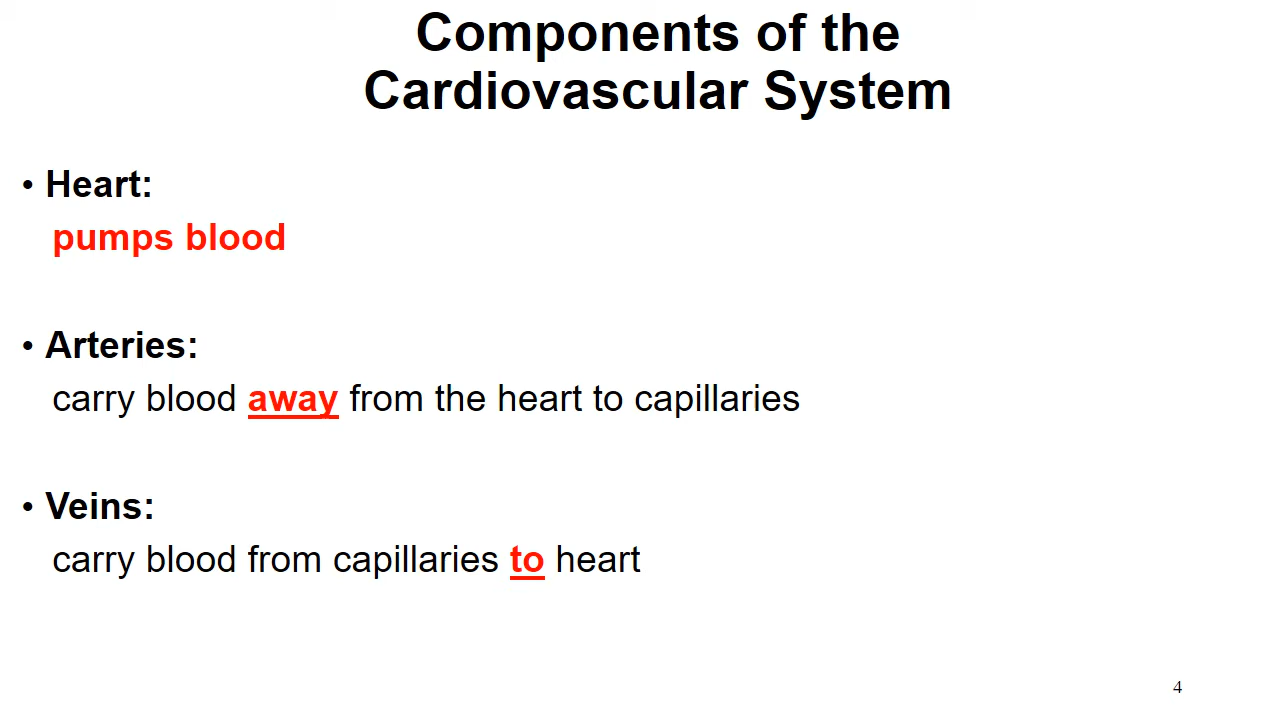 Components of the
Cardiovascular System
• Heart:
pumps blood
• Arteries:
carry blood away from the heart to capillaries
• Veins:
carry blood from capillaries to heart
4